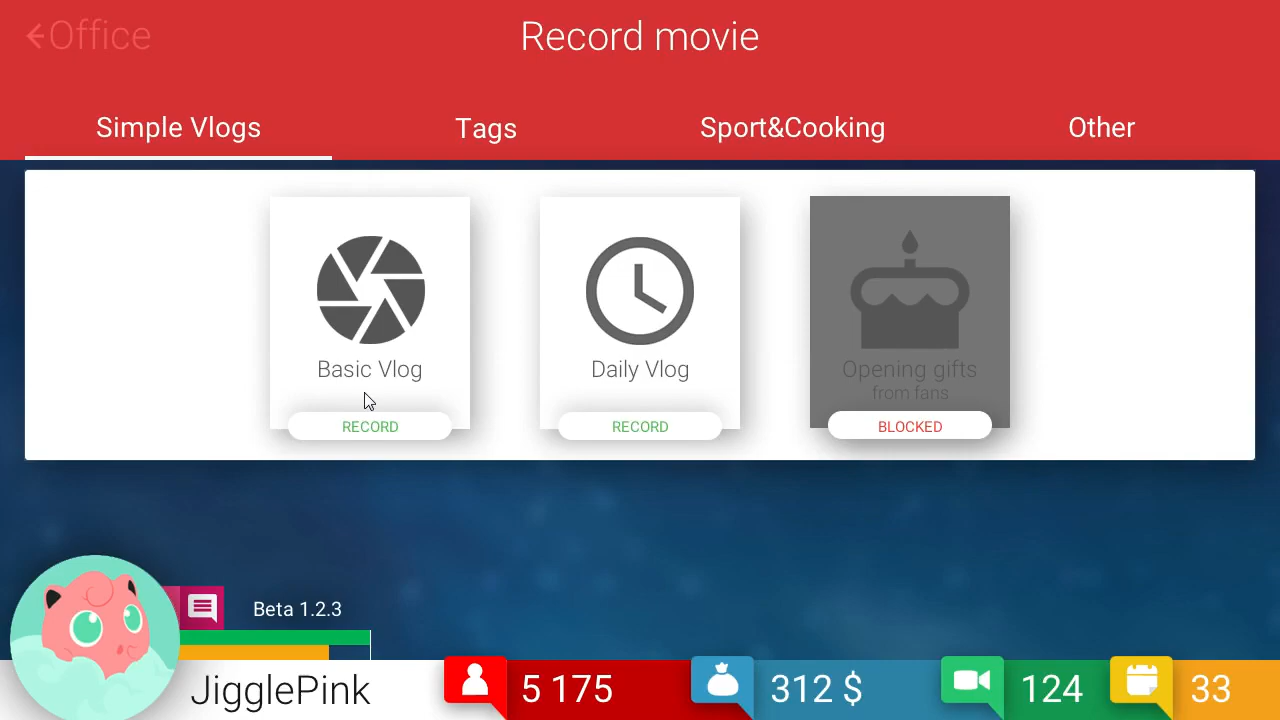 Office
Record movie
Simple Vlogs
Tags
Sport&Cooking
Other
Basic Vlog
RECORD
Daily Vlog
RECORD
Opening gifts
from fans
BLOCKED
Beta 1.2.3
JigglePink
5 175
312 $
124
33